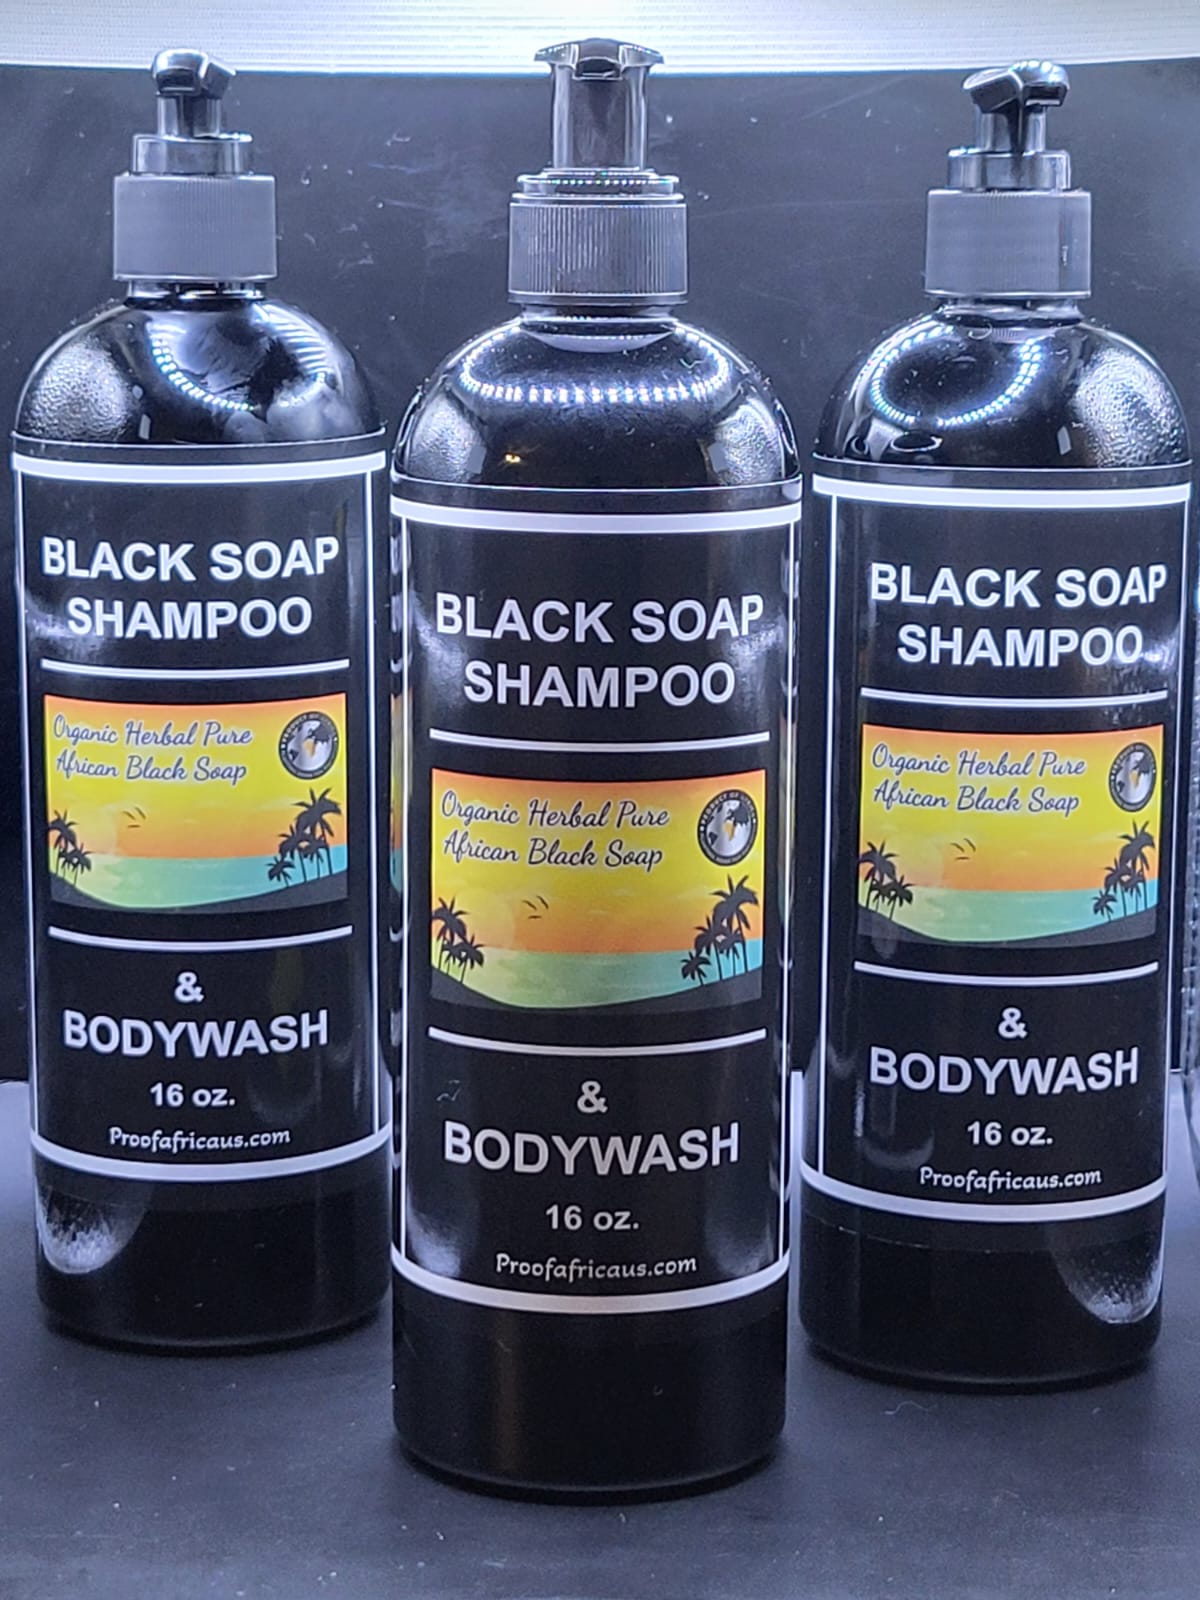 BLACK SOAP
SHAMPOO
Organic Herbal Pure
African Black Soap
&
BODYWASH
16 oz.
Proofafricaus.com
BLACK SOAP
SHAMPOO
Organic Herbal Pure
African Black Soap
PRODUCT OF
&
BODYWASH
16 oz.
Proofafricaus.com
BLACK SOAP
SHAMPOO
Organic Herbal Pure
African Black Soap
&
BODYWASH
16 oz.
Proofafricaus.com